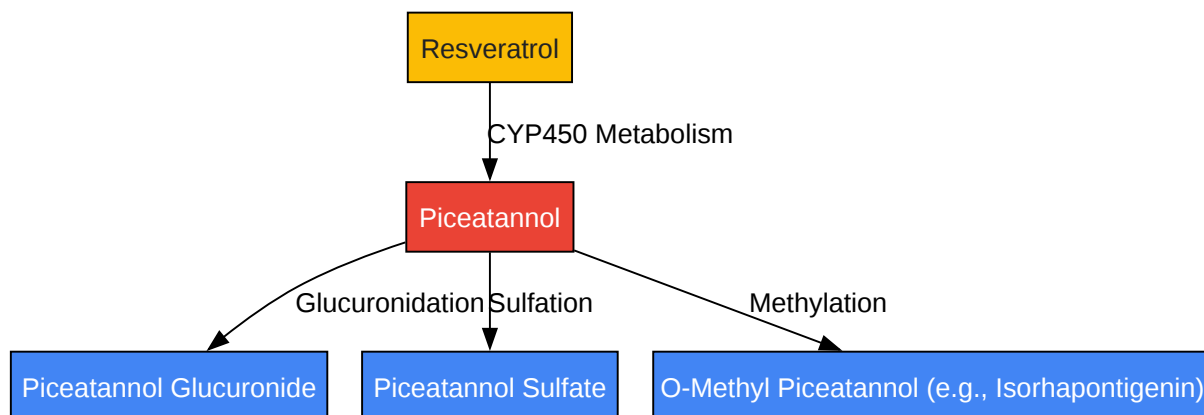 Resveratrol
CYP450 Metabolism
Piceatannol
Glucuronidation
Sulfation
Methylation
Piceatannol Glucuronide
Piceatannol Sulfate
O-Methyl Piceatannol (e.g., Isorhapontigenin)